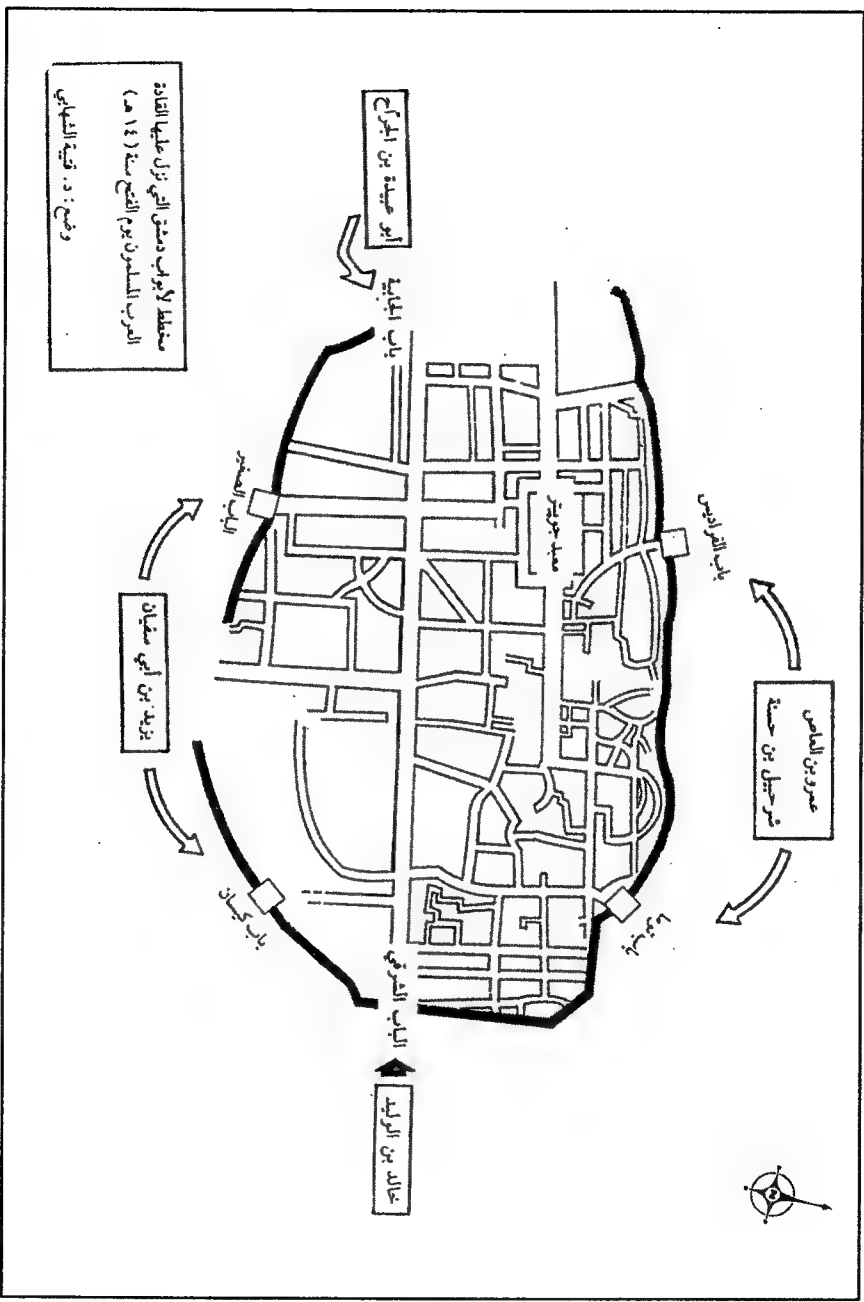 مخطط لأبواب دمشق التي نزل عليها القادة
العرب المسلمون يوم الفتح سنة (١٤ هـ)
وضع: د. قتيبة الشهابي
أبو عبيدة بن الجراح
باب الجابية
الباب الصغير
يزيد بن أبي سفيان
باب كيسان
الباب الشرقي
خالد بن الوليد
معبد جوبيتر
باب الفراديس
عمرو بن العاص
شرحبيل بن حسنة
باب توما
N